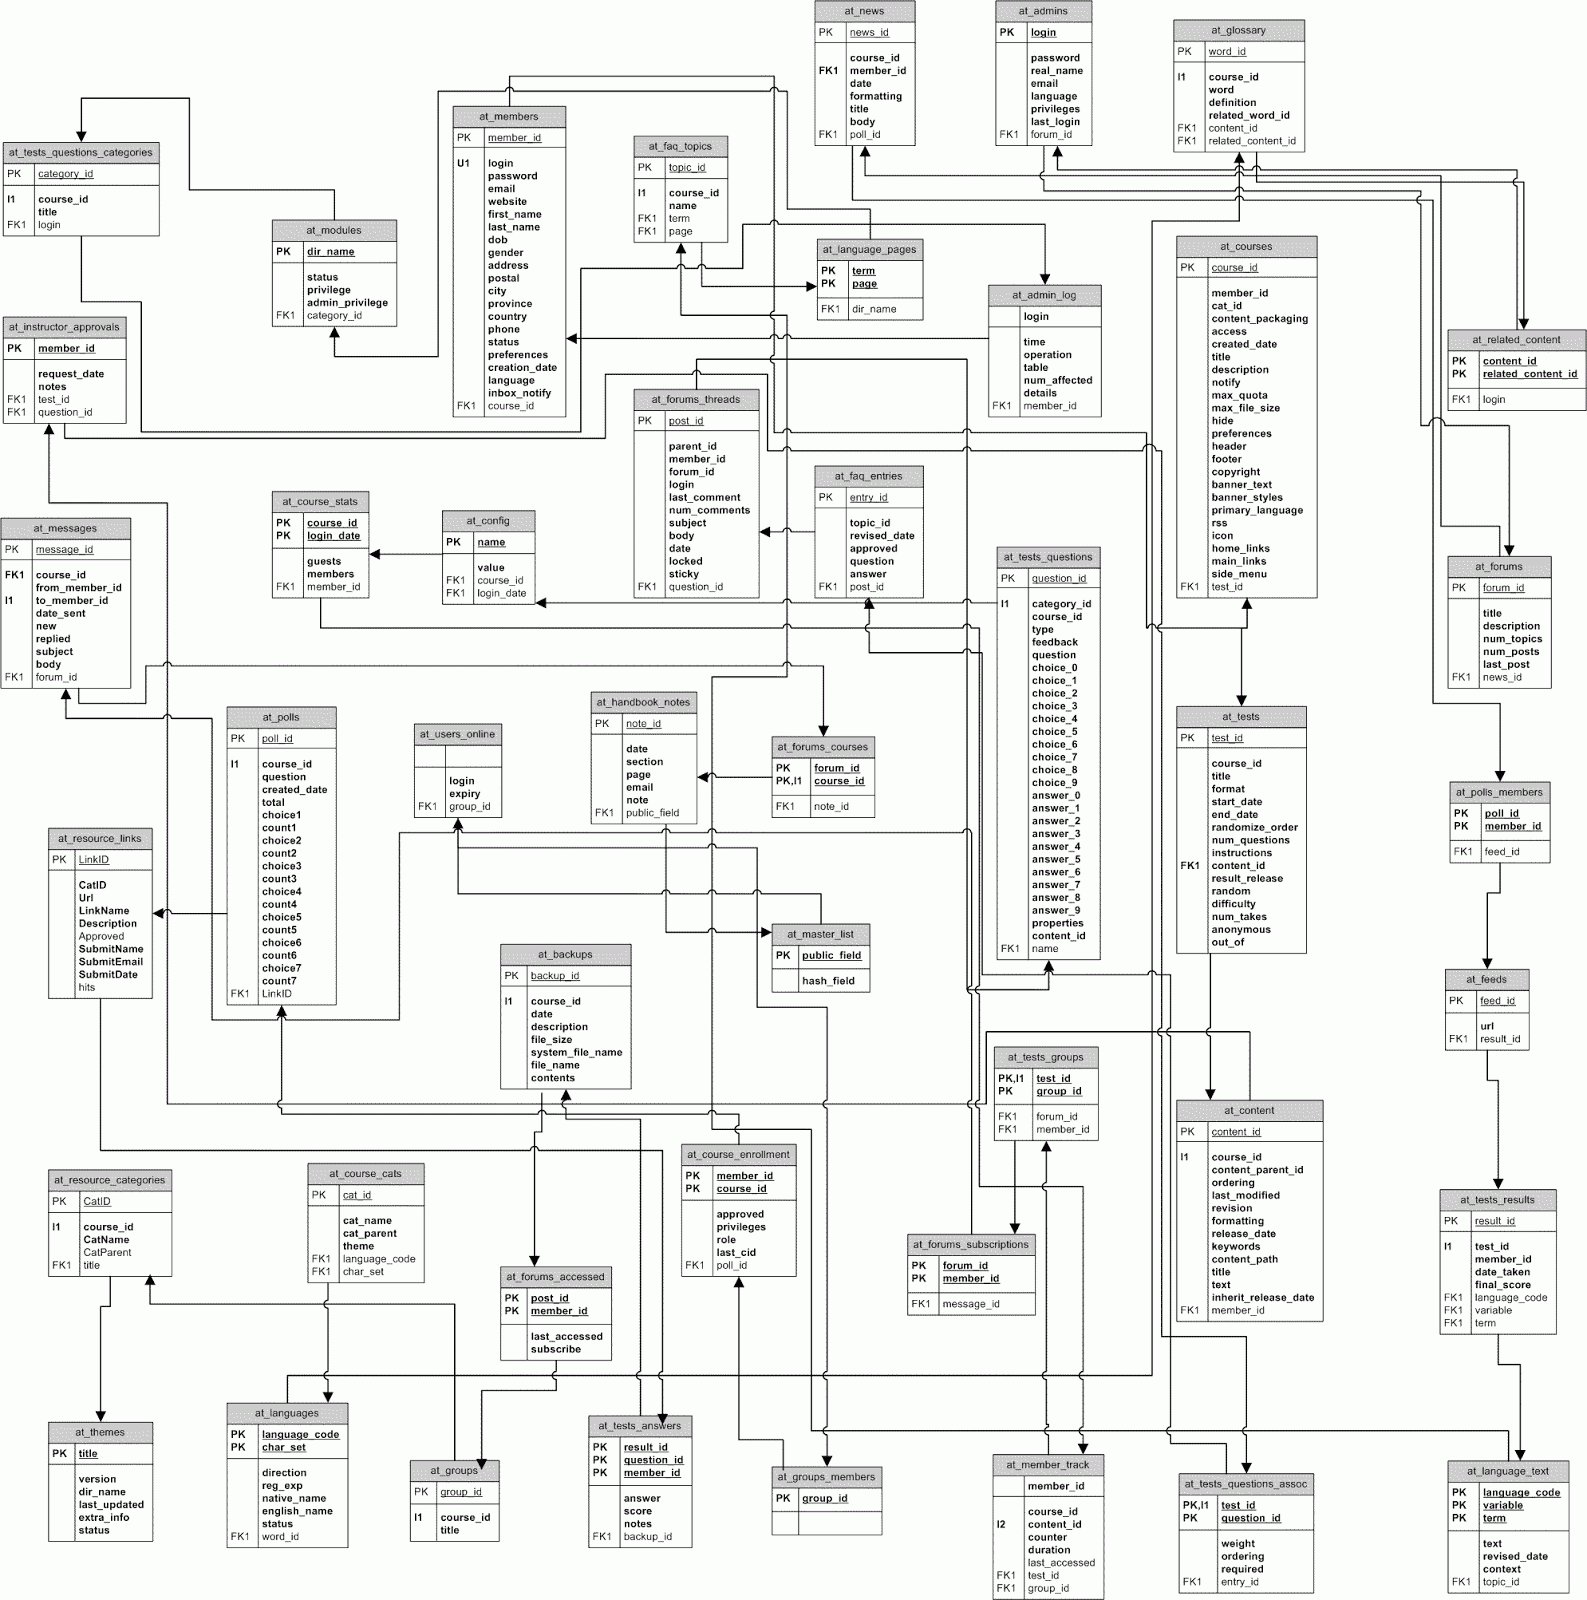 at_news
PK news_id
course_id
FK1 member_id
date
formatting
title
body
FK1 poll_id
at_admins
PK login
password
real_name
email
language
privileges
last_login
FK1 forum_id
at_glossary
PK word_id
I1 course_id
word
definition
related_word_id
FK1 content_id
FK1 related_content_id
at_members
PK member_id
U1 login
password
email
website
first_name
last_name
dob
gender
address
postal
city
province
country
phone
status
preferences
creation_date
language
inbox_notify
FK1 course_id
at_faq_topics
PK topic_id
I1 course_id
name
FK1 term
FK1 page
at_tests_questions_categories
PK category_id
I1 course_id
title
FK1 login
at_modules
PK dir_name
status
privilege
admin_privilege
FK1 category_id
at_language_pages
PK term
PK page
FK1 dir_name
at_courses
PK course_id
member_id
cat_id
content_packaging
access
created_date
title
description
notify
max_quota
max_file_size
hide
preferences
header
footer
copyright
banner_text
banner_styles
primary_language
rss
icon
home_links
main_links
side_menu
FK1 test_id
at_admin_log
login
time
operation
table
num_affected
details
FK1 member_id
at_instructor_approvals
PK member_id
request_date
notes
FK1 test_id
FK1 question_id
at_related_content
PK content_id
PK related_content_id
FK1 login
at_forums_threads
PK post_id
parent_id
member_id
forum_id
login
last_comment
num_comments
subject
body
date
locked
sticky
FK1 question_id
at_faq_entries
PK entry_id
topic_id
revised_date
approved
question
answer
FK1 post_id
at_course_stats
PK course_id
PK login_date
guests
members
FK1 member_id
at_config
PK name
value
FK1 course_id
FK1 login_date
at_messages
PK message_id
FK1 course_id
from_member_id
I1 to_member_id
date_sent
new
replied
subject
body
FK1 forum_id
at_tests_questions
PK question_id
I1 category_id
course_id
type
feedback
question
choice_0
choice_1
choice_2
choice_3
choice_4
choice_5
choice_6
choice_7
choice_8
choice_9
answer_0
answer_1
answer_2
answer_3
answer_4
answer_5
answer_6
answer_7
answer_8
answer_9
properties
content_id
FK1 name
at_forums
PK forum_id
title
description
num_topics
num_posts
last_post
FK1 news_id
at_polls
PK poll_id
I1 course_id
question
created_date
total
choice1
count1
choice2
count2
choice3
count3
choice4
count4
choice5
count5
choice6
count6
choice7
count7
FK1 LinkID
at_users_online
login
expiry
FK1 group_id
at_handbook_notes
PK note_id
date
section
page
email
note
FK1 public_field
at_forums_courses
PK forum_id
PK,I1 course_id
FK1 note_id
at_tests
PK test_id
course_id
title
format
start_date
end_date
randomize_order
num_questions
instructions
FK1 content_id
result_release
random
difficulty
num_takes
anonymous
out_of
at_polls_members
PK poll_id
PK member_id
FK1 feed_id
at_resource_links
PK LinkID
CatID
Url
LinkName
Description
Approved
SubmitName
SubmitEmail
SubmitDate
hits
at_master_list
PK public_field
hash_field
at_backups
PK backup_id
I1 course_id
date
description
file_size
system_file_name
file_name
contents
at_feeds
PK feed_id
url
FK1 result_id
at_tests_groups
PK,I1 test_id
PK group_id
FK1 forum_id
FK1 member_id
at_content
PK content_id
I1 course_id
content_parent_id
ordering
last_modified
revision
formatting
release_date
keywords
content_path
title
text
inherit_release_date
FK1 member_id
at_course_enrollment
PK member_id
PK course_id
approved
privileges
role
last_cid
FK1 poll_id
at_resource_categories
PK CatID
I1 course_id
CatName
CatParent
FK1 title
at_course_cats
PK cat_id
cat_name
cat_parent
theme
FK1 language_code
FK1 char_set
at_tests_results
PK result_id
I1 test_id
member_id
date_taken
final_score
FK1 language_code
FK1 variable
FK1 term
at_forums_subscriptions
PK forum_id
PK member_id
FK1 message_id
at_forums_accessed
PK post_id
PK member_id
last_accessed
subscribe
at_themes
PK title
version
dir_name
last_updated
extra_info
status
at_languages
PK language_code
PK char_set
direction
reg_exp
native_name
english_name
status
FK1 word_id
at_groups
PK group_id
I1 course_id
title
at_tests_answers
PK result_id
PK question_id
PK member_id
answer
score
notes
FK1 backup_id
at_groups_members
PK group_id
at_member_track
member_id
course_id
I2 content_id
counter
duration
last_accessed
FK1 test_id
FK1 group_id
at_tests_questions_assoc
PK,I1 test_id
PK question_id
weight
ordering
required
FK1 entry_id
at_language_text
PK language_code
PK variable
PK term
text
revised_date
context
FK1 topic_id